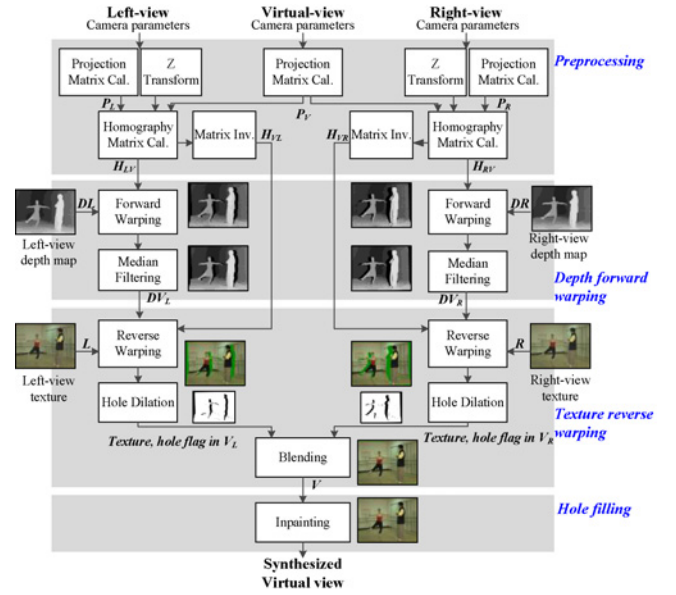 Left-view
Camera parameters
Virtual-view
Camera parameters
Right-view
Camera parameters
Preprocessing
Projection
Matrix Cal.
Z
Transform
Projection
Matrix Cal.
Z
Transform
Projection
Matrix Cal.
P_L
P_V
P_R
Homography
Matrix Cal.
Matrix Inv.
H_VL
H_VR
Matrix Inv.
Homography
Matrix Cal.
H_LV
H_RV
DL
Forward
Warping
Forward
Warping
DR
Left-view
depth map
Right-view
depth map
Median
Filtering
Median
Filtering
Depth forward
warping
DV_L
DV_R
L
Reverse
Warping
Reverse
Warping
R
Left-view
texture
Right-view
texture
Hole Dilation
Hole Dilation
Texture reverse
warping
Texture, hole flag in V_L
Texture, hole flag in V_R
Blending
V
Inpainting
Hole filling
Synthesized
Virtual view